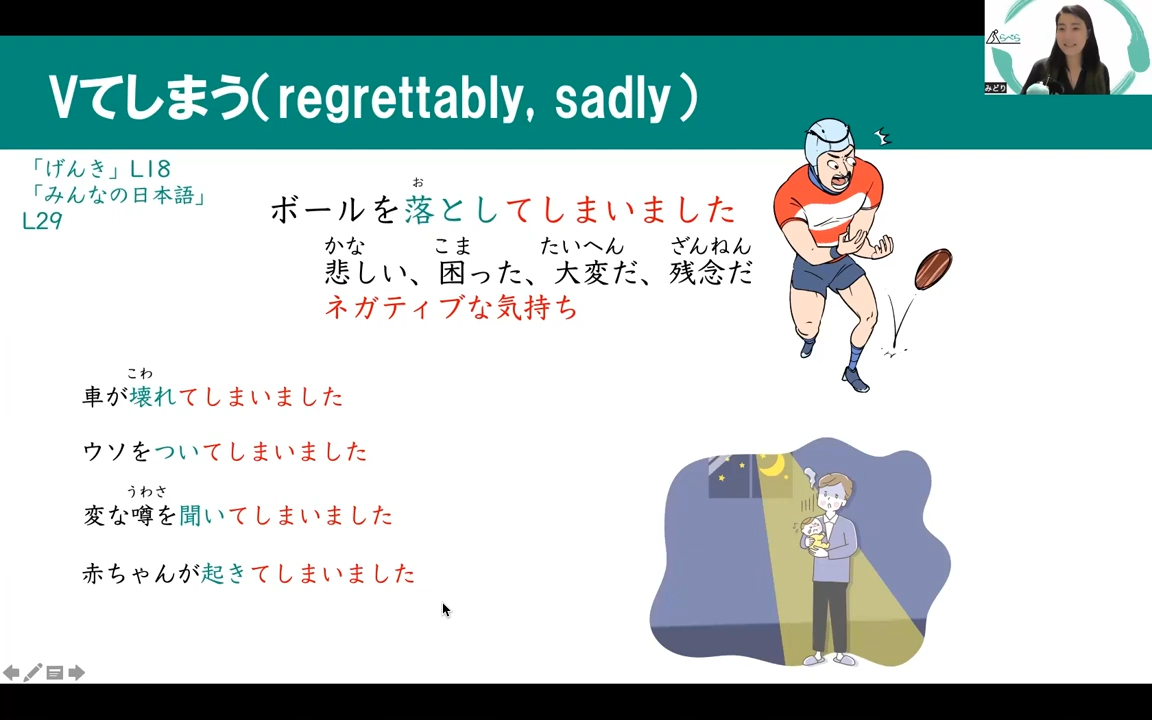 Vてしまう(regrettably, sadly)
らぺら
みどり
「げんき」L18
「みんなの日本語」
L29
お
ボールを落としてしまいました
かな こま たいへん ざんねん
悲しい、困った、大変だ、残念だ
ネガティブな気持ち
こわ
車が壊れてしまいました
ウソをついてしまいました
うわさ
変な噂を聞いてしまいました
赤ちゃんが起きてしまいました